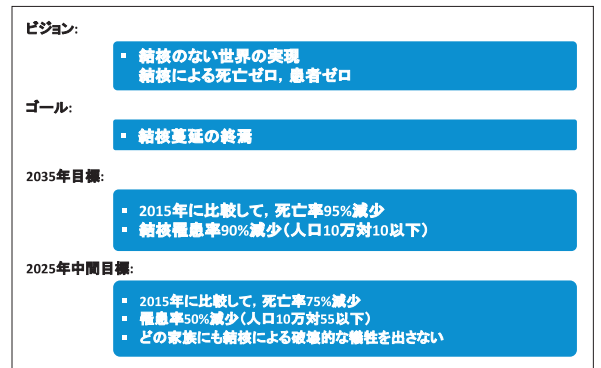 ビジョン:
▪ 結核のない世界の実現
結核による死亡ゼロ，患者ゼロ
ゴール:
▪ 結核蔓延の終焉
2035年目標:
▪ 2015年に比較して，死亡率95%減少
▪ 結核罹患率90%減少（人口10万対10以下）
2025年中間目標:
▪ 2015年に比較して，死亡率75%減少
▪ 罹患率50%減少（人口10万対55以下）
▪ どの家族にも結核による破壊的な犠牲を出さない